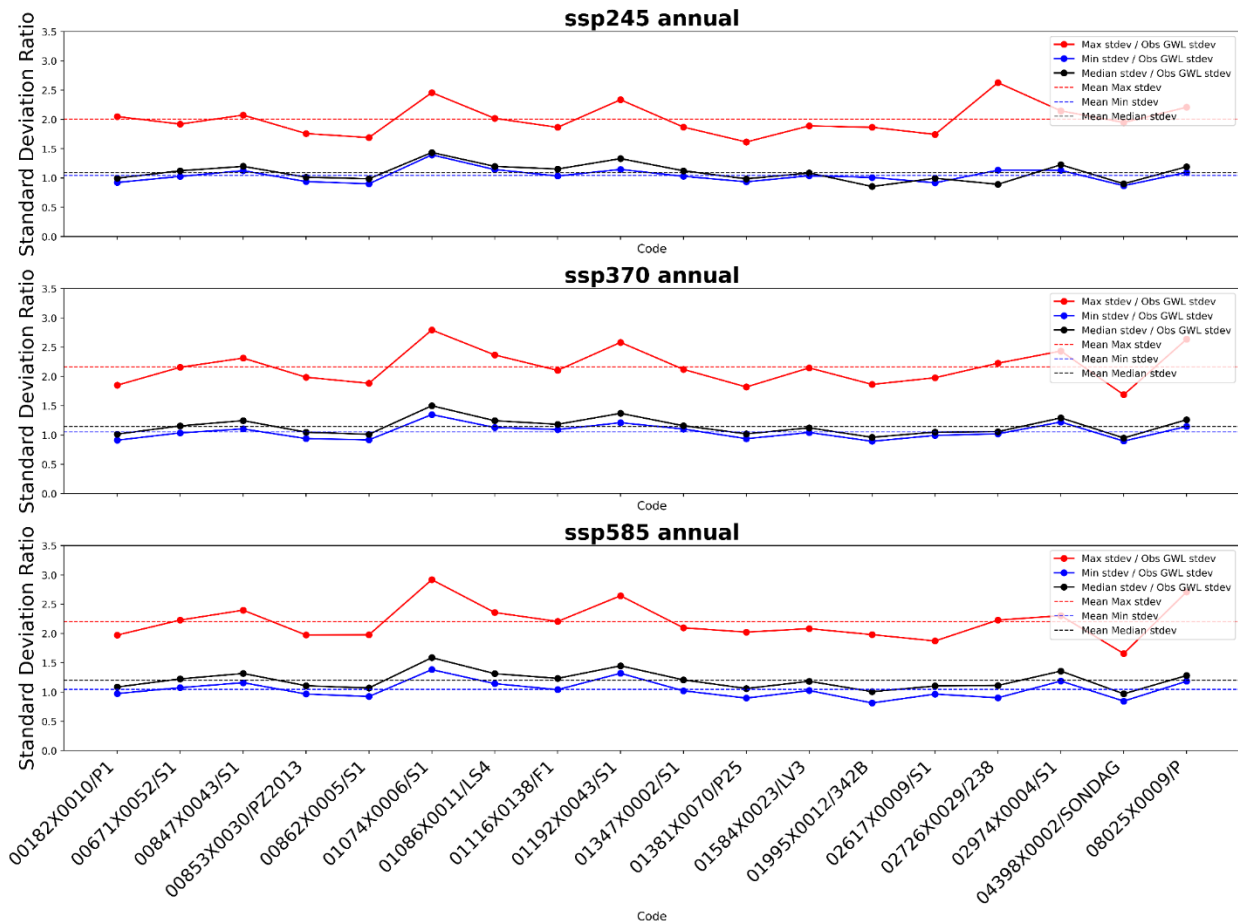 ssp245 annual
Standard Deviation Ratio
3.5
3.0
2.5
2.0
1.5
1.0
0.5
0.0
Max stdev / Obs GWL stdev
Min stdev / Obs GWL stdev
Median stdev / Obs GWL stdev
Mean Max stdev
Mean Min stdev
Mean Median stdev
Code
ssp370 annual
Standard Deviation Ratio
3.5
3.0
2.5
2.0
1.5
1.0
0.5
0.0
Max stdev / Obs GWL stdev
Min stdev / Obs GWL stdev
Median stdev / Obs GWL stdev
Mean Max stdev
Mean Min stdev
Mean Median stdev
Code
ssp585 annual
Standard Deviation Ratio
3.5
3.0
2.5
2.0
1.5
1.0
0.5
0.0
Max stdev / Obs GWL stdev
Min stdev / Obs GWL stdev
Median stdev / Obs GWL stdev
Mean Max stdev
Mean Min stdev
Mean Median stdev
00182X0010/P1
00671X0052/S1
00847X0043/S1
00853X0030/PZ2013
00862X0005/S1
01074X0006/S1
01086X0011/LS4
01116X0138/F1
01192X0043/S1
01347X0002/S1
01381X0070/P25
01584X0023/LV3
01995X0012/342B
02617X0009/S1
02726X0029/238
02974X0004/S1
04398X0002/SONDAG
08025X0009/P
Code